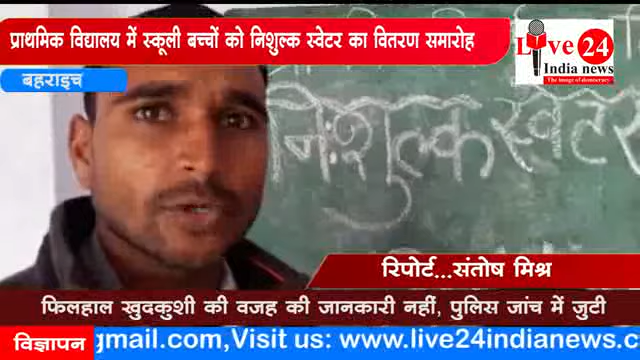 प्राथमिक विद्यालय में स्कूली बच्चों को निशुल्क स्वेटर का वितरण समारोह
Live 24
India news
The image of democracy
बहराइच
निःशुल्क स्वेटर
रिपोर्ट...संतोष मिश्र
फिलहाल खुदकुशी की वजह की जानकारी नहीं, पुलिस जांच में जुटी
विज्ञापन gmail.com,Visit us: www.live24indianews.c